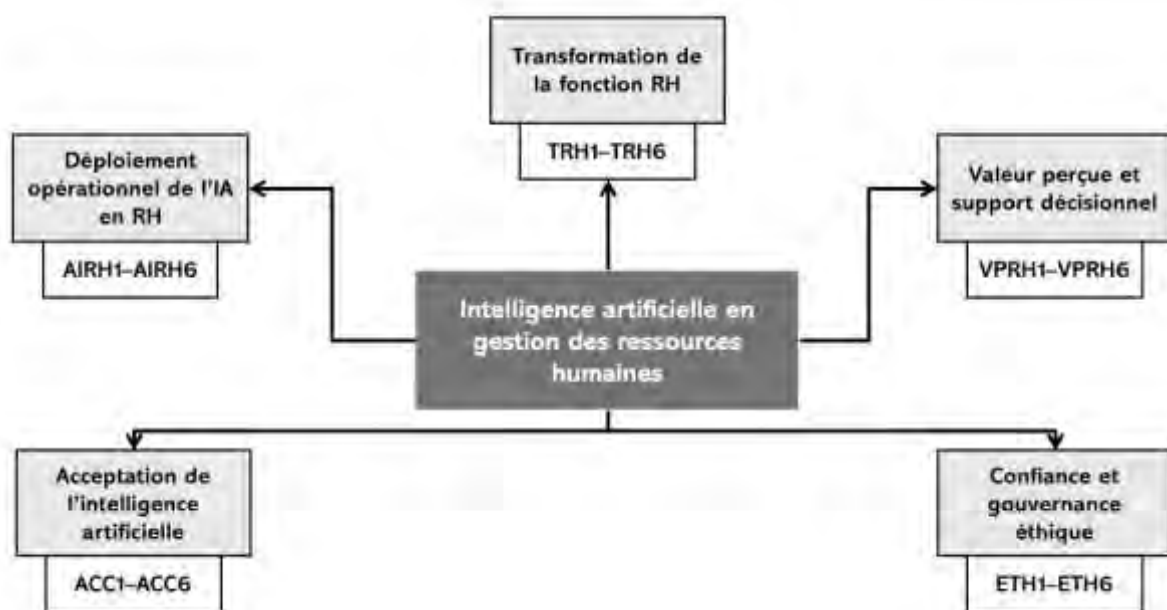 Transformation de
la fonction RH
TRH1–TRH6
Déploiement
opérationnel de l'IA
en RH
AIRH1–AIRH6
Valeur perçue et
support décisionnel
VPRH1–VPRH6
Intelligence artificielle en
gestion des ressources
humaines
Acceptation de
l'intelligence
artificielle
ACC1–ACC6
Confiance et
gouvernance
éthique
ETH1–ETH6